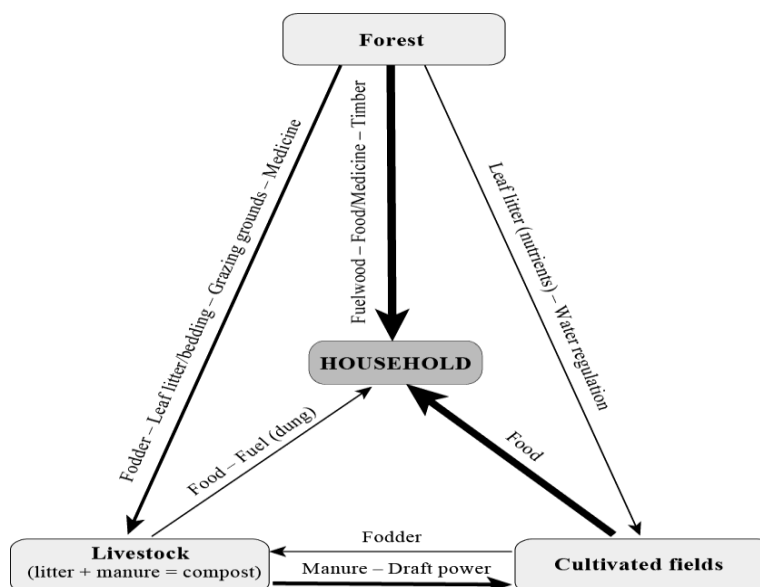 Forest
Fodder – Leaf litter/bedding – Grazing grounds – Medicine
Fuelwood – Food/Medicine – Timber
Leaf litter (nutrients) – Water regulation
HOUSEHOLD
Food – Fuel (dung)
Food
Livestock
(litter + manure = compost)
Fodder
Manure – Draft power
Cultivated fields